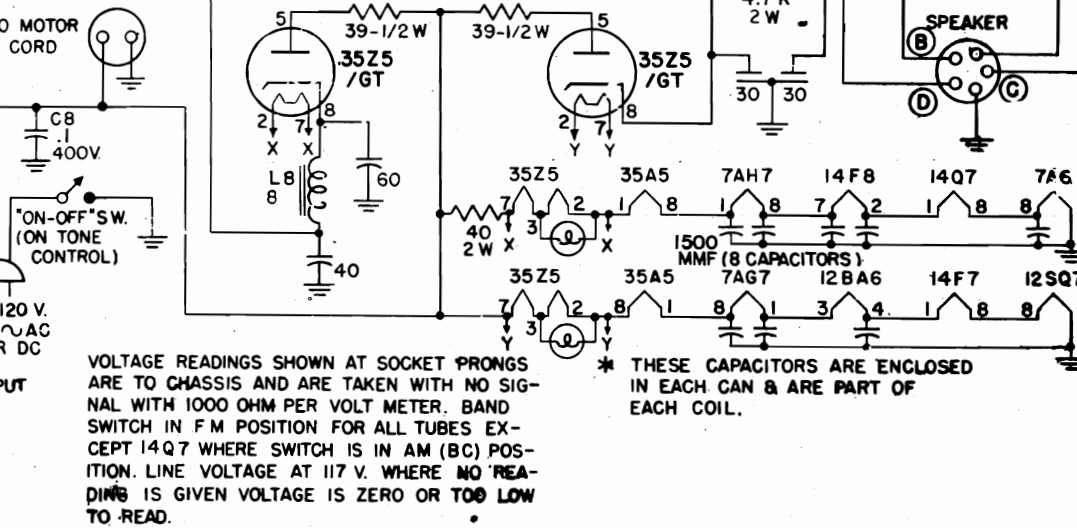 O MOTOR
CORD
5
39-1/2W
39-1/2W
5
4.7 K
2W
SPEAKER
B
C
D
35Z5
/GT
35Z5
/GT
30
30
C8
.1
400V.
2
7
8
X
X
2
7
8
Y
Y
L8
8
60
40
"ON-OFF" SW.
(ON TONE
CONTROL)
120 V.
∿AC
R DC
PUT
35Z5
35A5
7AH7
14F8
14Q7
7A6
40
2W
7
3
2
X
X
1
8
1
8
7
2
1
8
8
1500
MMF (8 CAPACITORS)
35Z5
35A5
7AG7
12BA6
14F7
12SQ7
7
3
2
Y
Y
8
1
8
1
3
4
1
8
8
VOLTAGE READINGS SHOWN AT SOCKET PRONGS
ARE TO CHASSIS AND ARE TAKEN WITH NO SIG-
NAL WITH 1000 OHM PER VOLT METER. BAND
SWITCH IN FM POSITION FOR ALL TUBES EX-
CEPT 14Q7 WHERE SWITCH IS IN AM (BC) POS-
ITION. LINE VOLTAGE AT 117 V. WHERE NO REA-
DING IS GIVEN VOLTAGE IS ZERO OR TOO LOW
TO READ.
* THESE CAPACITORS ARE ENCLOSED
IN EACH CAN & ARE PART OF
EACH COIL.